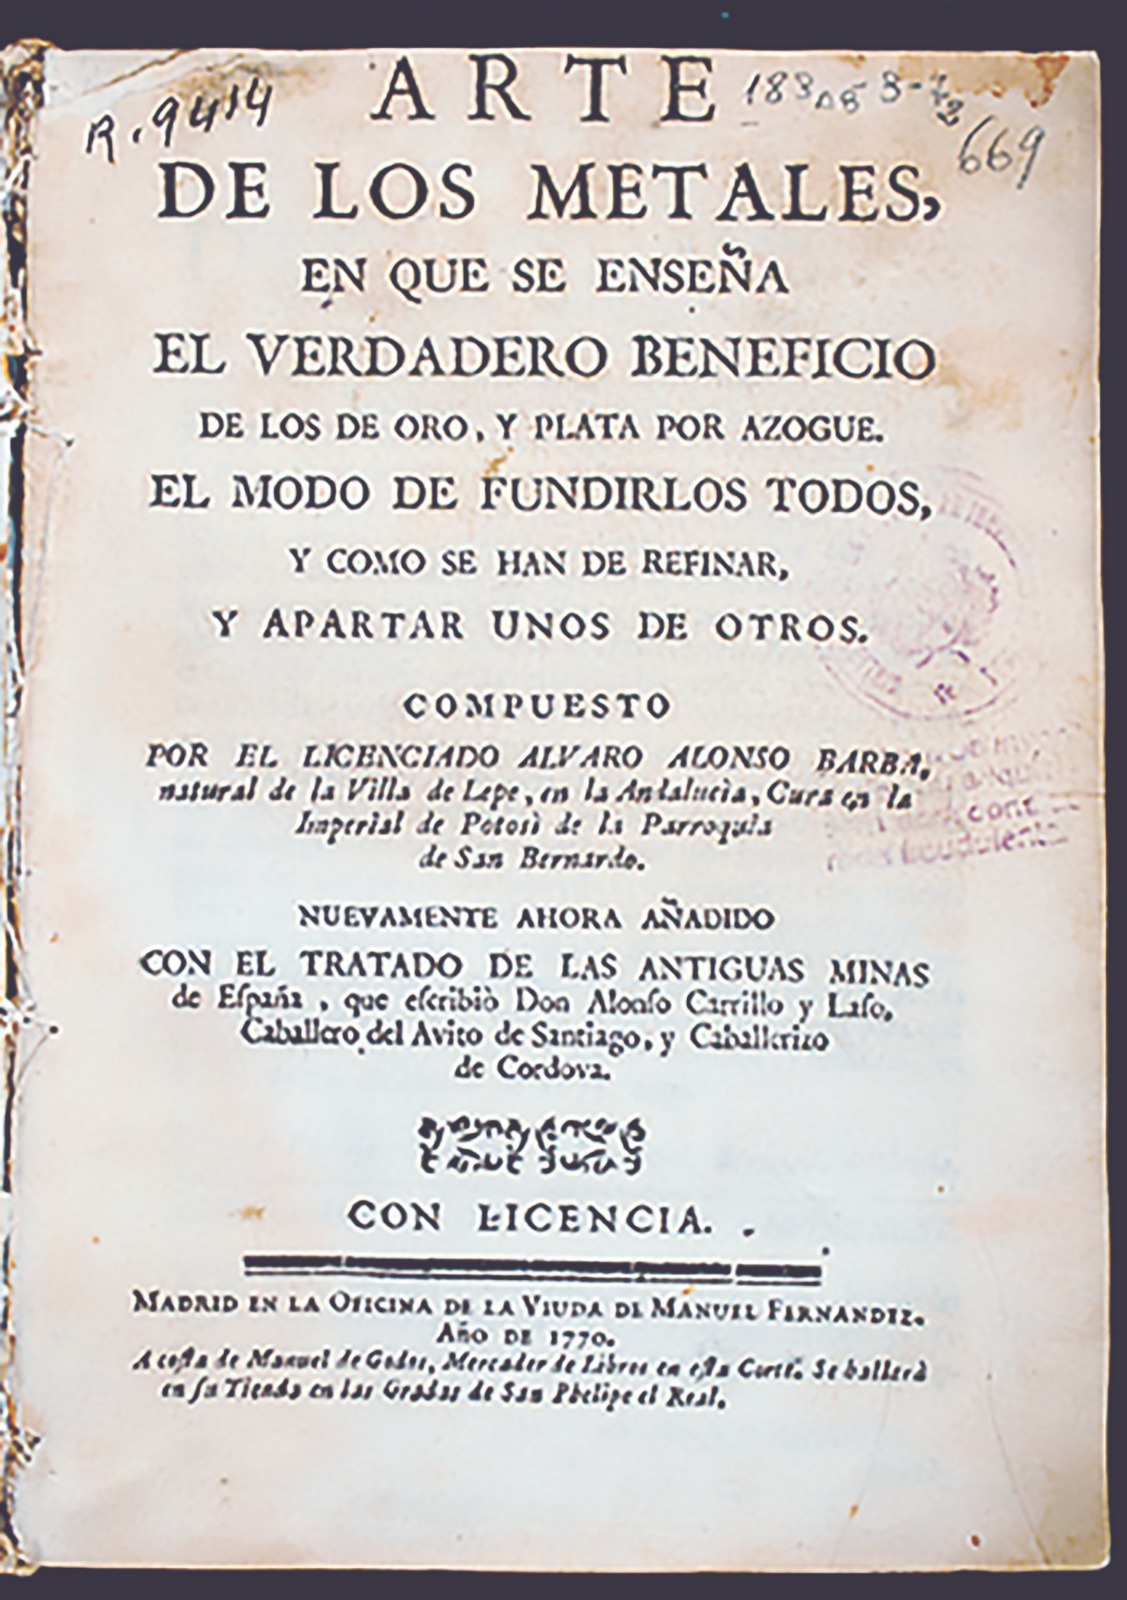 R. 9414
669
ARTE
DE LOS METALES,
EN QUE SE ENSEÑA
EL VERDADERO BENEFICIO
DE LOS DE ORO, Y PLATA POR AZOGUE.
EL MODO DE FUNDIRLOS TODOS,
Y COMO SE HAN DE REFINAR,
Y APARTAR UNOS DE OTROS.
COMPUESTO
POR EL LICENCIADO ALVARO ALONSO BARBA,
natural de la Villa de Lepe, en la Andalucìa, Cura en la
Imperial de Potosì de la Parroquia
de San Bernardo.
NUEVAMENTE AHORA AÑADIDO
CON EL TRATADO DE LAS ANTIGUAS MINAS
de Eſpaña, que eſcribiò Don Alonſo Carrillo y Laſo,
Caballero del Avito de Santiago, y Caballerizo
de Cordova.
CON LICENCIA.
MADRID EN LA OFICINA DE LA VIUDA DE MANUEL FERNANDEZ.
AÑO DE 1770.
A coſta de Manuel de Godos, Mercader de Libros en eſta Corte. Se hallarà
en ſu Tienda en las Gradas de San Phelipe el Real.